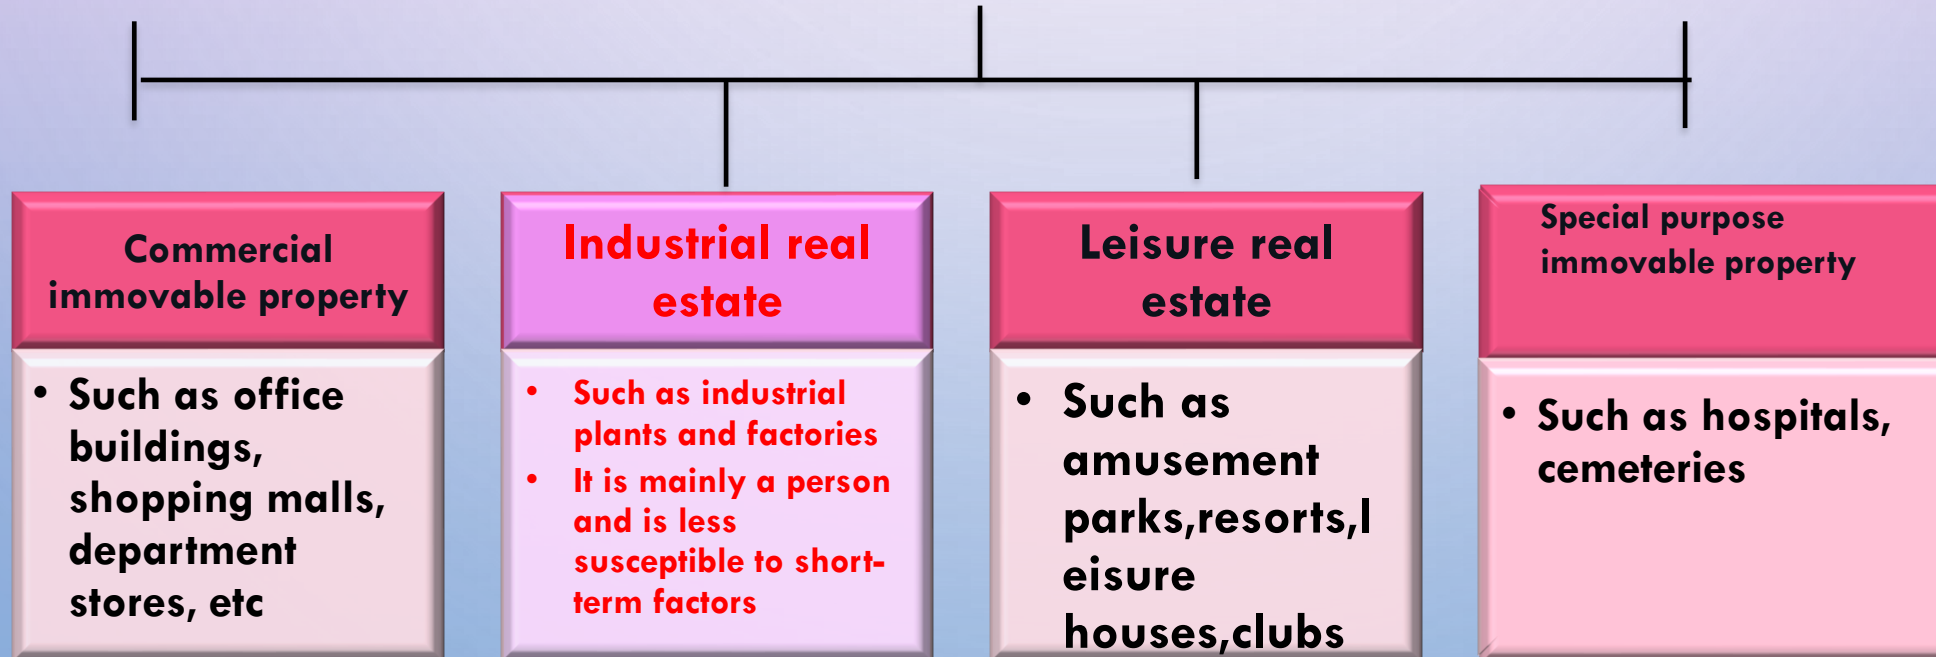 Commercial
immovable property
• Such as office
buildings,
shopping malls,
department
stores, etc
Industrial real
estate
• Such as industrial
plants and factories
• It is mainly a person
and is less
susceptible to short-
term factors
Leisure real
estate
• Such as
amusement
parks,resorts,l
eisure
houses,clubs
Special purpose
immovable property
• Such as hospitals,
cemeteries